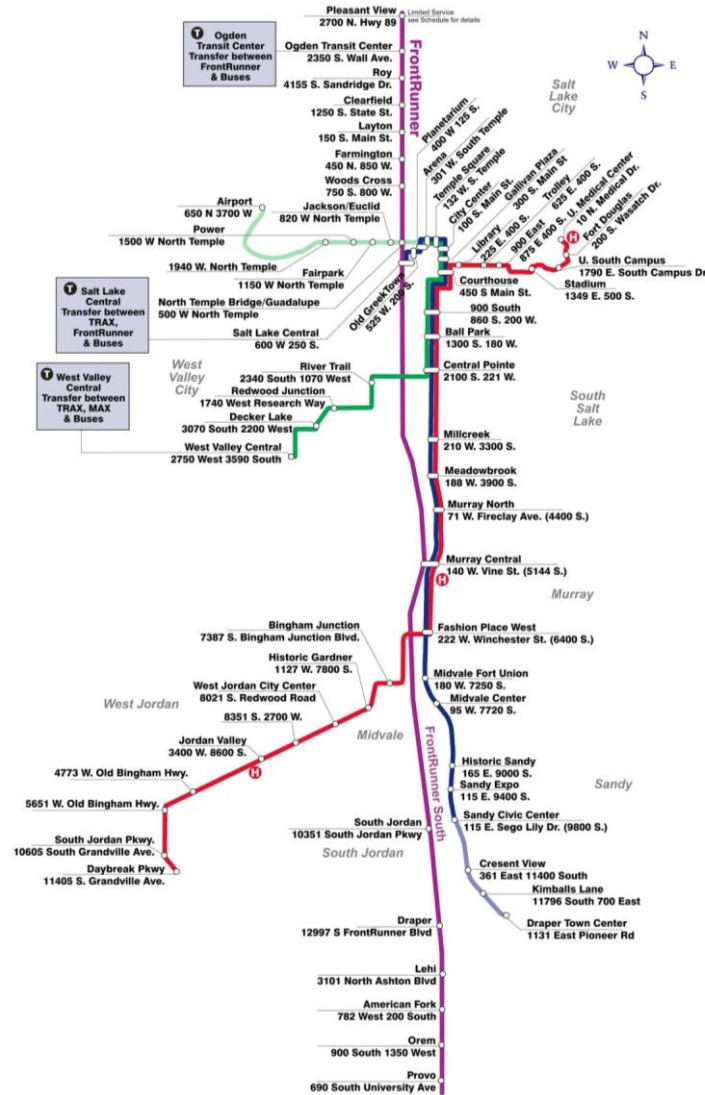 Pleasant View
2700 N. Hwy 89
Limited Service
see Schedule for details
T Ogden
Transit Center
Transfer between
FrontRunner
& Buses
Ogden Transit Center
2350 S. Wall Ave.
Roy
4155 S. Sandridge Dr.
Clearfield
1250 S. State St.
Layton
150 S. Main St.
Farmington
450 N. 850 W.
Woods Cross
750 S. 800 W.
FrontRunner
N
W E
S
Salt
Lake
City
Airport
650 N 3700 W
Jackson/Euclid
820 W North Temple
Power
1500 W North Temple
1940 W. North Temple
Fairpark
1150 W North Temple
North Temple Bridge/Guadalupe
500 W North Temple
T Salt Lake
Central
Transfer between
TRAX,
FrontRunner
& Buses
Salt Lake Central
600 W 250 S.
Old GreekTown
525 W. 200 S.
Planetarium
400 W 125 S.
Arena
301 W. South Temple
Temple Square
132 W. S. Temple
City Center
100 S. Main St.
Gallivan Plaza
300 S. Main St
Library
225 E. 400 S.
Trolley
625 E. 400 S.
900 East
875 E 400 S.
U. Medical Center
10 N. Medical Dr.
Fort Douglas
200 S. Wasatch Dr.
H
U. South Campus
1790 E. South Campus Dr
Stadium
1349 E. 500 S.
Courthouse
450 S Main St.
900 South
860 S. 200 W.
Ball Park
1300 S. 180 W.
Central Pointe
2100 S. 221 W.
West
Valley
City
T West Valley
Central
Transfer between
TRAX, MAX
& Buses
River Trail
2340 South 1070 West
Redwood Junction
1740 West Research Way
Decker Lake
3070 South 2200 West
West Valley Central
2750 West 3590 South
South
Salt
Lake
Millcreek
210 W. 3300 S.
Meadowbrook
188 W. 3900 S.
Murray North
71 W. Fireclay Ave. (4400 S.)
Murray Central
140 W. Vine St. (5144 S.)
H
Murray
Fashion Place West
222 W. Winchester St. (6400 S.)
Bingham Junction
7387 S. Bingham Junction Blvd.
Historic Gardner
1127 W. 7800 S.
West Jordan City Center
8021 S. Redwood Road
8351 S. 2700 W.
Jordan Valley
3400 W. 8600 S.
H
West Jordan
Midvale
4773 W. Old Bingham Hwy.
5651 W. Old Bingham Hwy.
South Jordan Pkwy.
10605 South Grandville Ave.
Daybreak Pkwy
11405 S. Grandville Ave.
Midvale Fort Union
180 W. 7250 S.
Midvale Center
95 W. 7720 S.
FrontRunner South
Historic Sandy
165 E. 9000 S.
Sandy Expo
115 E. 9400 S.
Sandy
Sandy Civic Center
115 E. Sego Lily Dr. (9800 S.)
South Jordan
10351 South Jordan Pkwy
South Jordan
Cresent View
361 East 11400 South
Kimballs Lane
11796 South 700 East
Draper Town Center
1131 East Pioneer Rd
Draper
12997 S FrontRunner Blvd
Lehi
3101 North Ashton Blvd
American Fork
782 West 200 South
Orem
900 South 1350 West
Provo
690 South University Ave